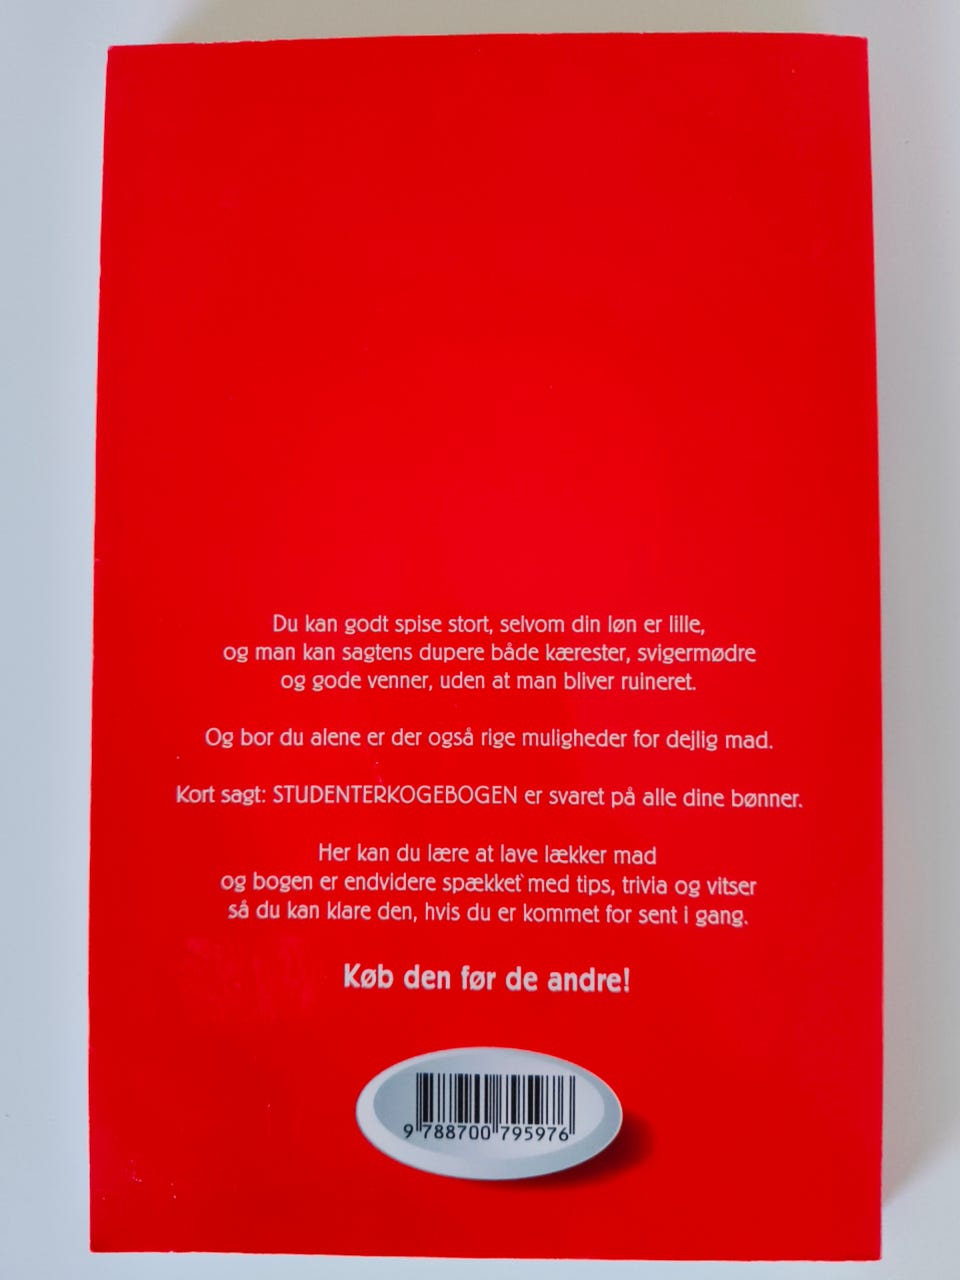 Du kan godt spise stort, selvom din løn er lille,
og man kan sagtens dupere både kærester, svigermødre
og gode venner, uden at man bliver ruineret.
Og bor du alene er der også rige muligheder for dejlig mad.
Kort sagt: STUDENTERKOGEBOGEN er svaret på alle dine bønner.
Her kan du lære at lave lækker mad
og bogen er endvidere spækket med tips, trivia og vitser
så du kan klare den, hvis du er kommet for sent i gang.
Køb den før de andre!
9 788700 795976